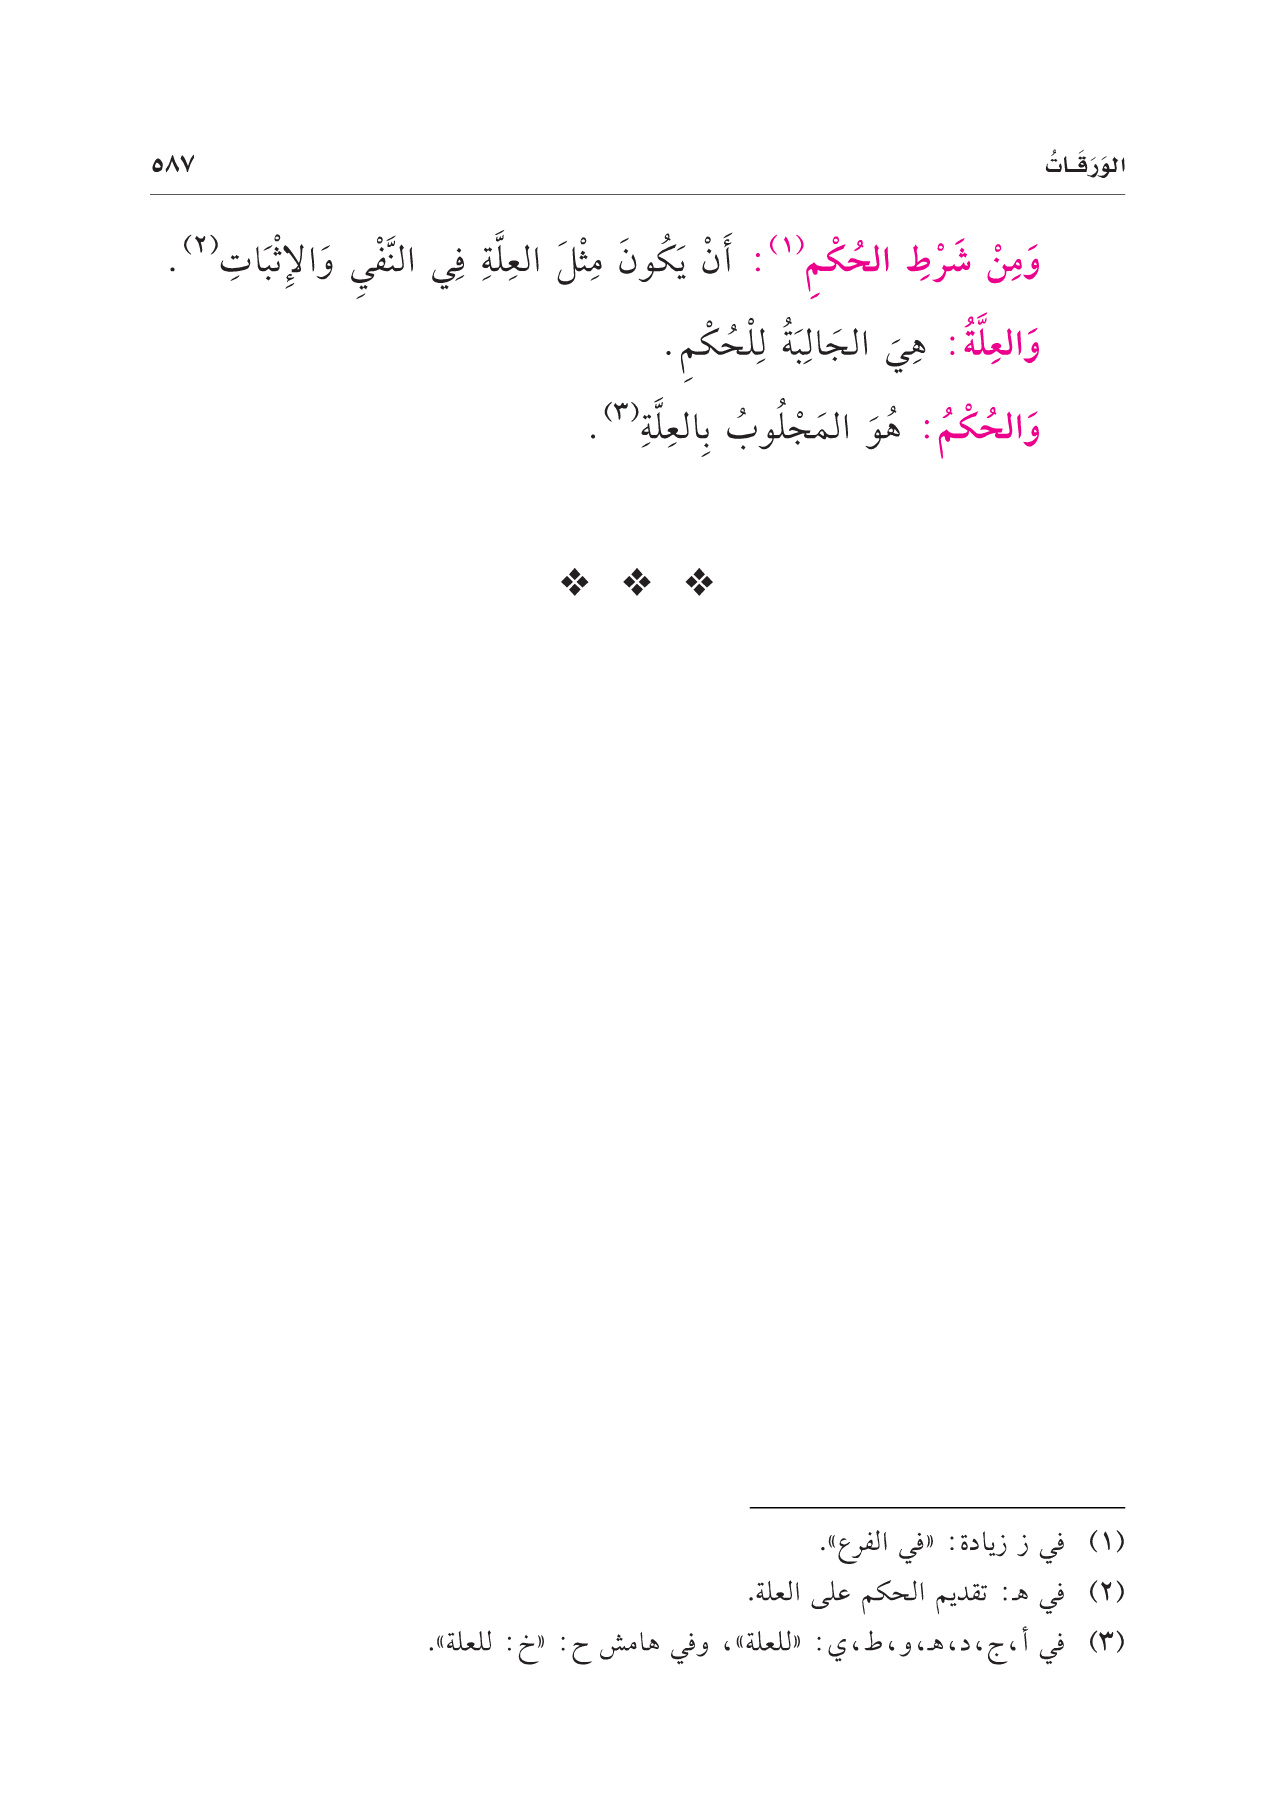 الوَرَقَـاتُ ٥٨٧
وَمِنْ شَرْطِ الحُكْمِ(١): أَنْ يَكُونَ مِثْلَ العِلَّةِ فِي النَّفْيِ وَالإِثْبَاتِ(٢).
وَالعِلَّةُ: هِيَ الجَالِبَةُ لِلْحُكْمِ.
وَالحُكْمُ: هُوَ المَجْلُوبُ بِالعِلَّةِ(٣).
❖ ❖ ❖
(١) في ز زيادة: «في الفرع».
(٢) في هـ: تقديم الحكم على العلة.
(٣) في أ،ج،د،هـ،و،ط،ي: «للعلة»، وفي هامش ح: «خ: للعلة».